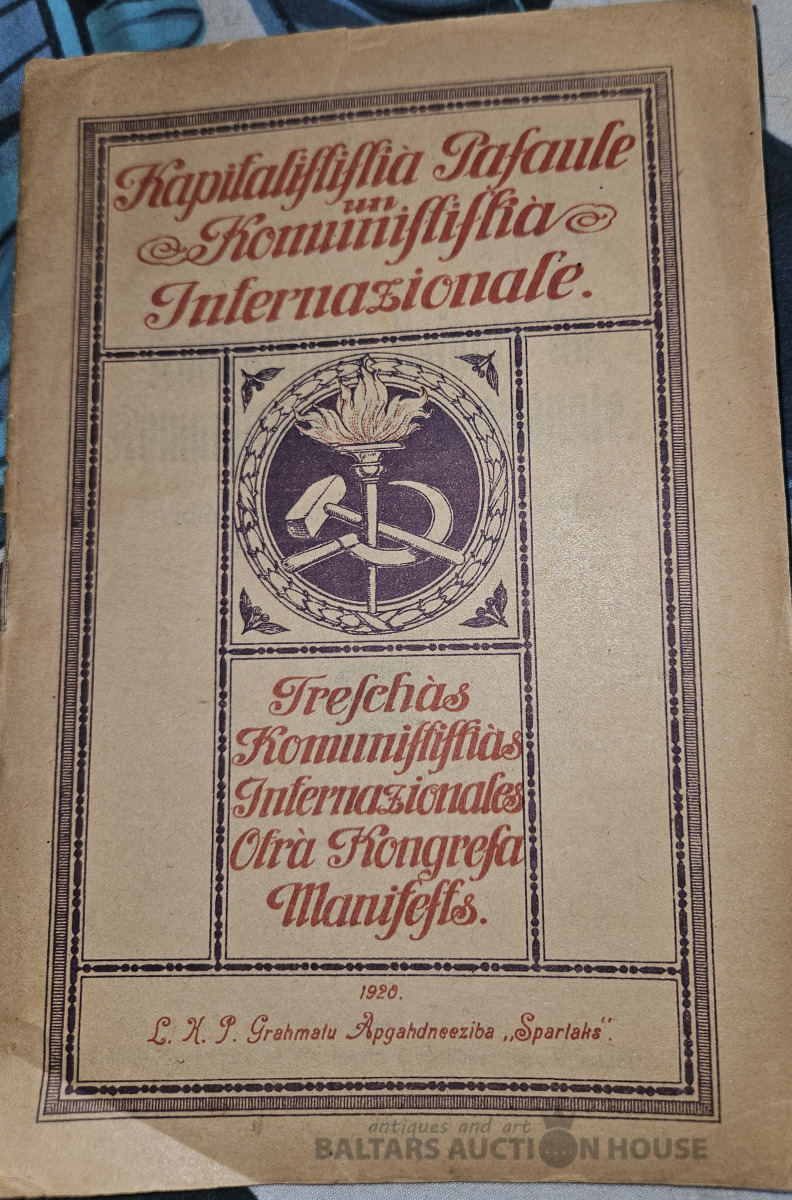 Kapitaliſtiſkà Paſaule
un
Komuniſtiſkà
Internazionale.
Treſchàs
Komuniſtiſkàs
Internazionales
Otrà Kongreſa
Manifeſts.
1920.
L. K. P. Grahmatu Apgahdneeziba „Spartaks“.
antiques and art
BALTARS AUCTION HOUSE